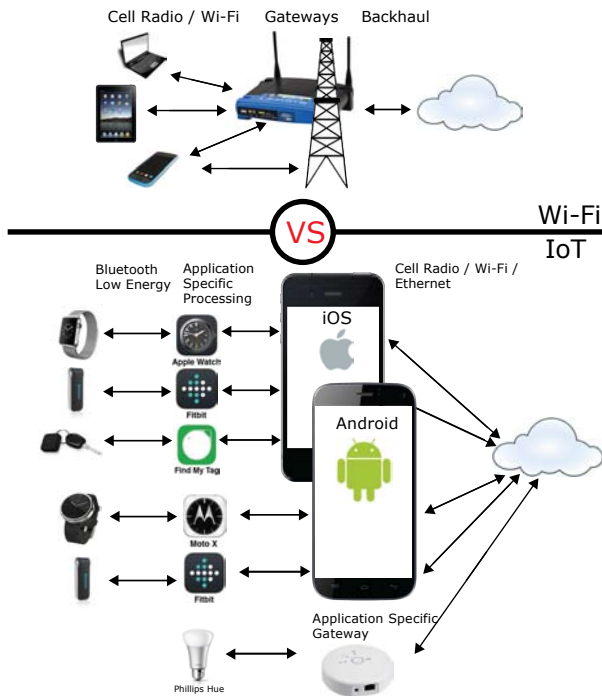 Cell Radio / Wi-Fi
Gateways
Backhaul
VS
Wi-Fi
IoT
Bluetooth
Low Energy
Application
Specific
Processing
Cell Radio / Wi-Fi /
Ethernet
iOS
Apple Watch
Fitbit
Find My Tag
Android
Moto X
Fitbit
Application Specific
Gateway
Phillips Hue